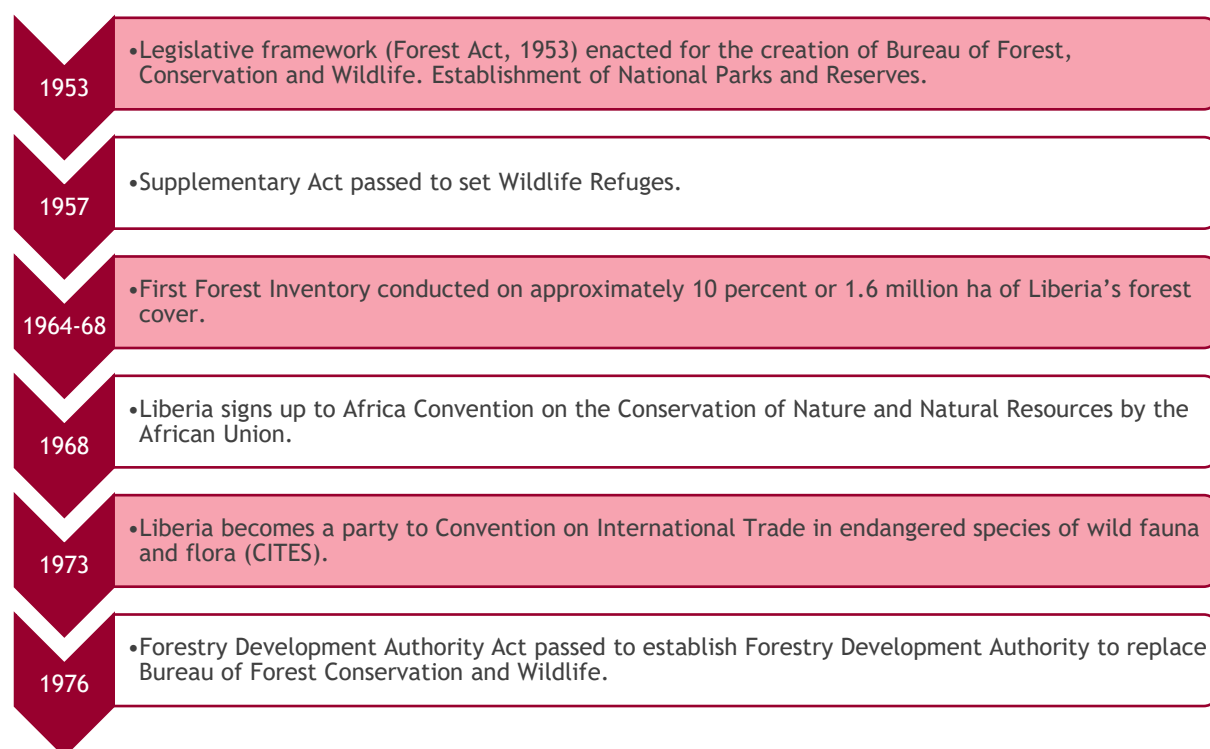 1953
•Legislative framework (Forest Act, 1953) enacted for the creation of Bureau of Forest,
Conservation and Wildlife. Establishment of National Parks and Reserves.
1957
•Supplementary Act passed to set Wildlife Refuges.
1964-68
•First Forest Inventory conducted on approximately 10 percent or 1.6 million ha of Liberia’s forest
cover.
1968
•Liberia signs up to Africa Convention on the Conservation of Nature and Natural Resources by the
African Union.
1973
•Liberia becomes a party to Convention on International Trade in endangered species of wild fauna
and flora (CITES).
1976
•Forestry Development Authority Act passed to establish Forestry Development Authority to replace
Bureau of Forest Conservation and Wildlife.